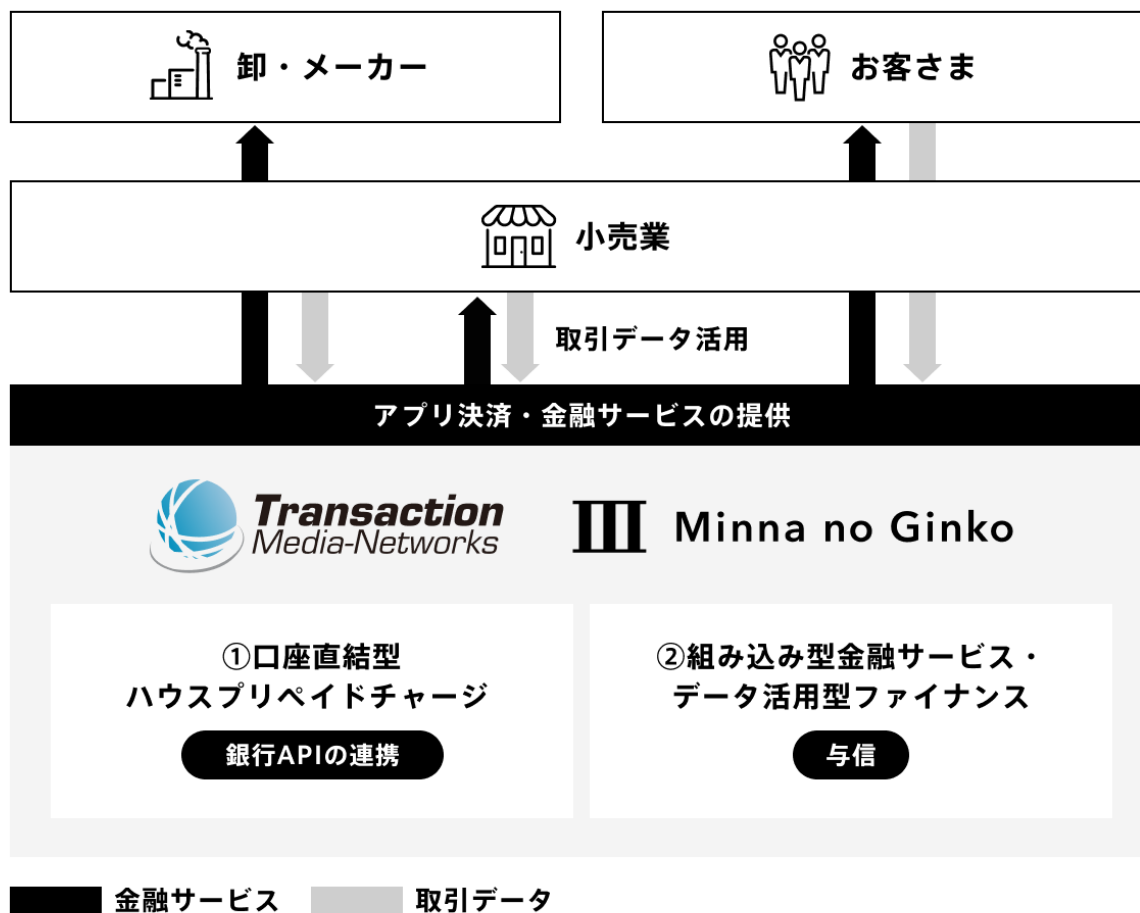 卸・メーカー
お客さま
小売業
取引データ活用
アプリ決済・金融サービスの提供
Transaction
Media-Networks
Minna no Ginko
①口座直結型
ハウスプリペイドチャージ
銀行APIの連携
②組み込み型金融サービス・
データ活用型ファイナンス
与信
金融サービス
取引データ